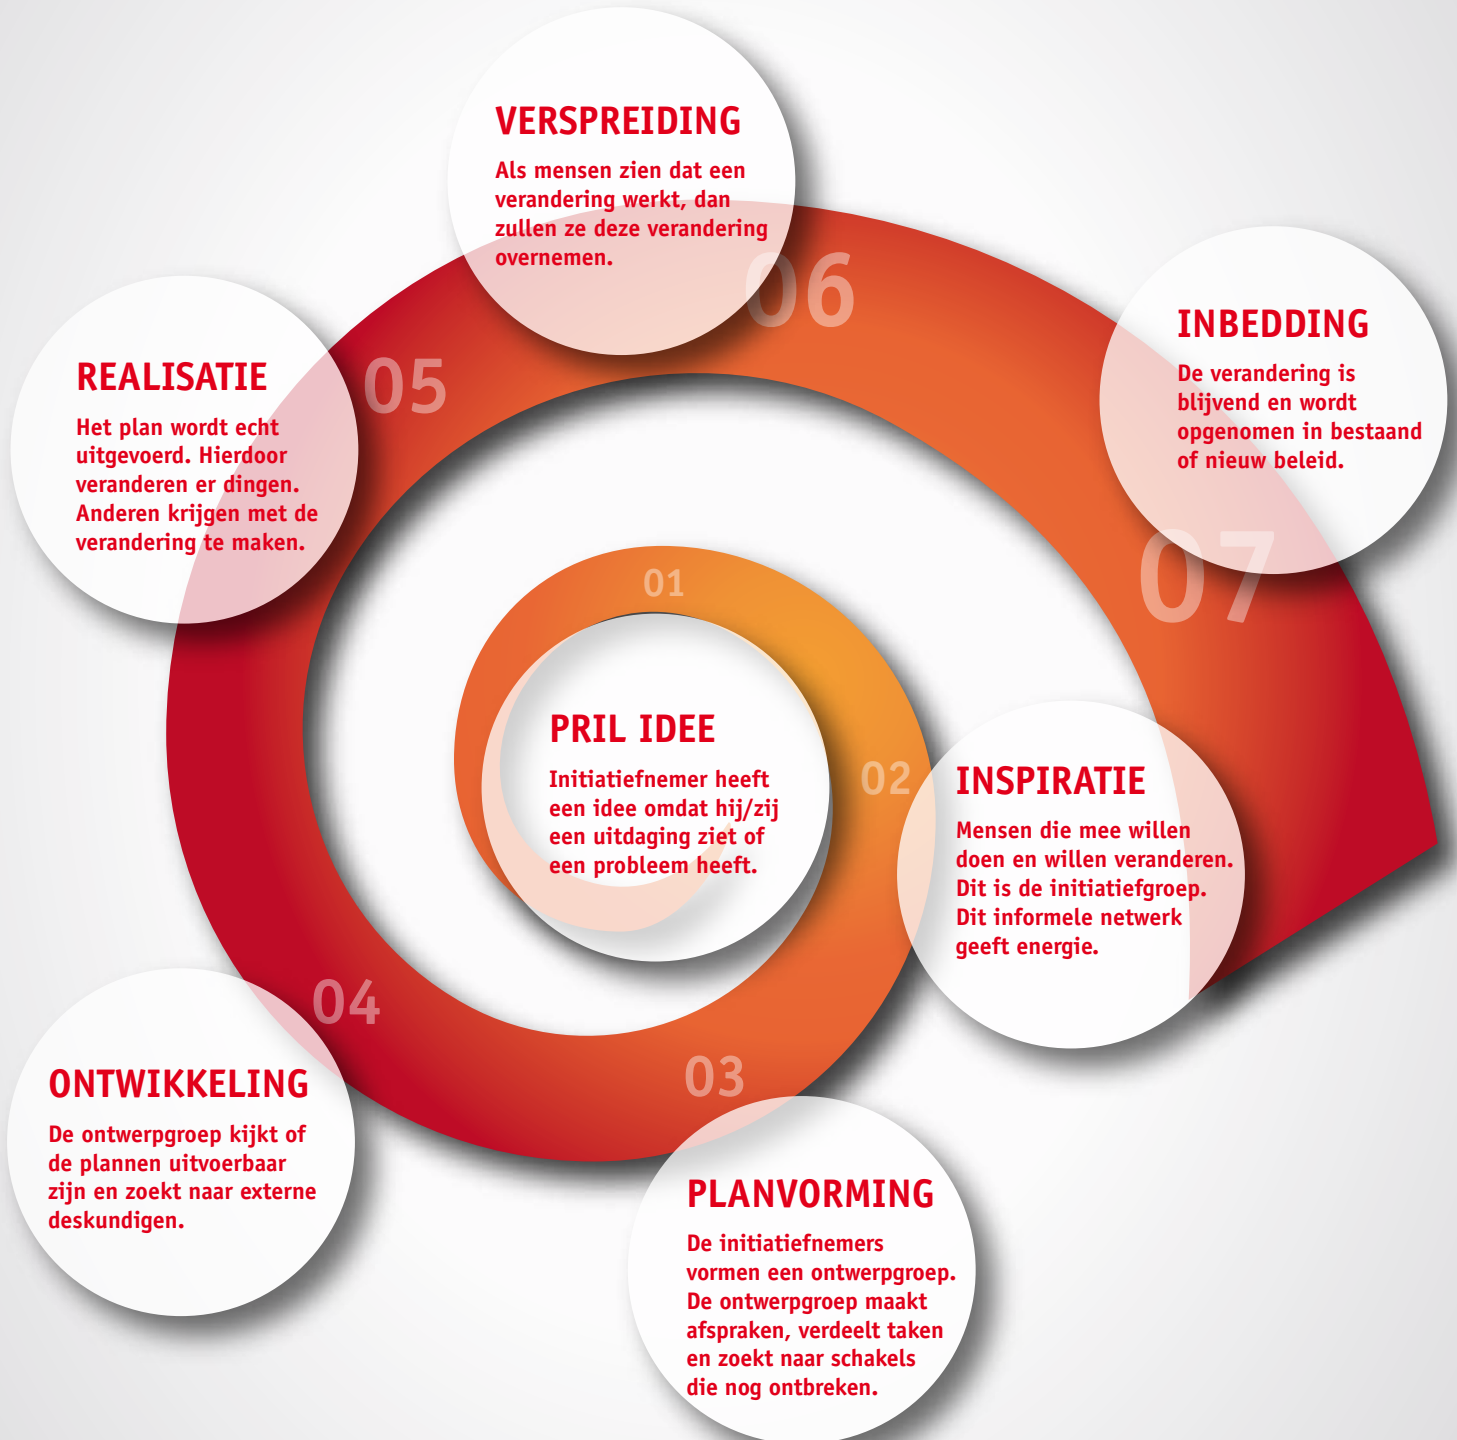 01
PRIL IDEE
Initiatiefnemer heeft
een idee omdat hij/zij
een uitdaging ziet of
een probleem heeft.
02
INSPIRATIE
Mensen die mee willen
doen en willen veranderen.
Dit is de initiatiefgroep.
Dit informele netwerk
geeft energie.
03
PLANVORMING
De initiatiefnemers
vormen een ontwerpgroep.
De ontwerpgroep maakt
afspraken, verdeelt taken
en zoekt naar schakels
die nog ontbreken.
04
ONTWIKKELING
De ontwerpgroep kijkt of
de plannen uitvoerbaar
zijn en zoekt naar externe
deskundigen.
05
REALISATIE
Het plan wordt echt
uitgevoerd. Hierdoor
veranderen er dingen.
Anderen krijgen met de
verandering te maken.
06
VERSPREIDING
Als mensen zien dat een
verandering werkt, dan
zullen ze deze verandering
overnemen.
07
INBEDDING
De verandering is
blijvend en wordt
opgenomen in bestaand
of nieuw beleid.